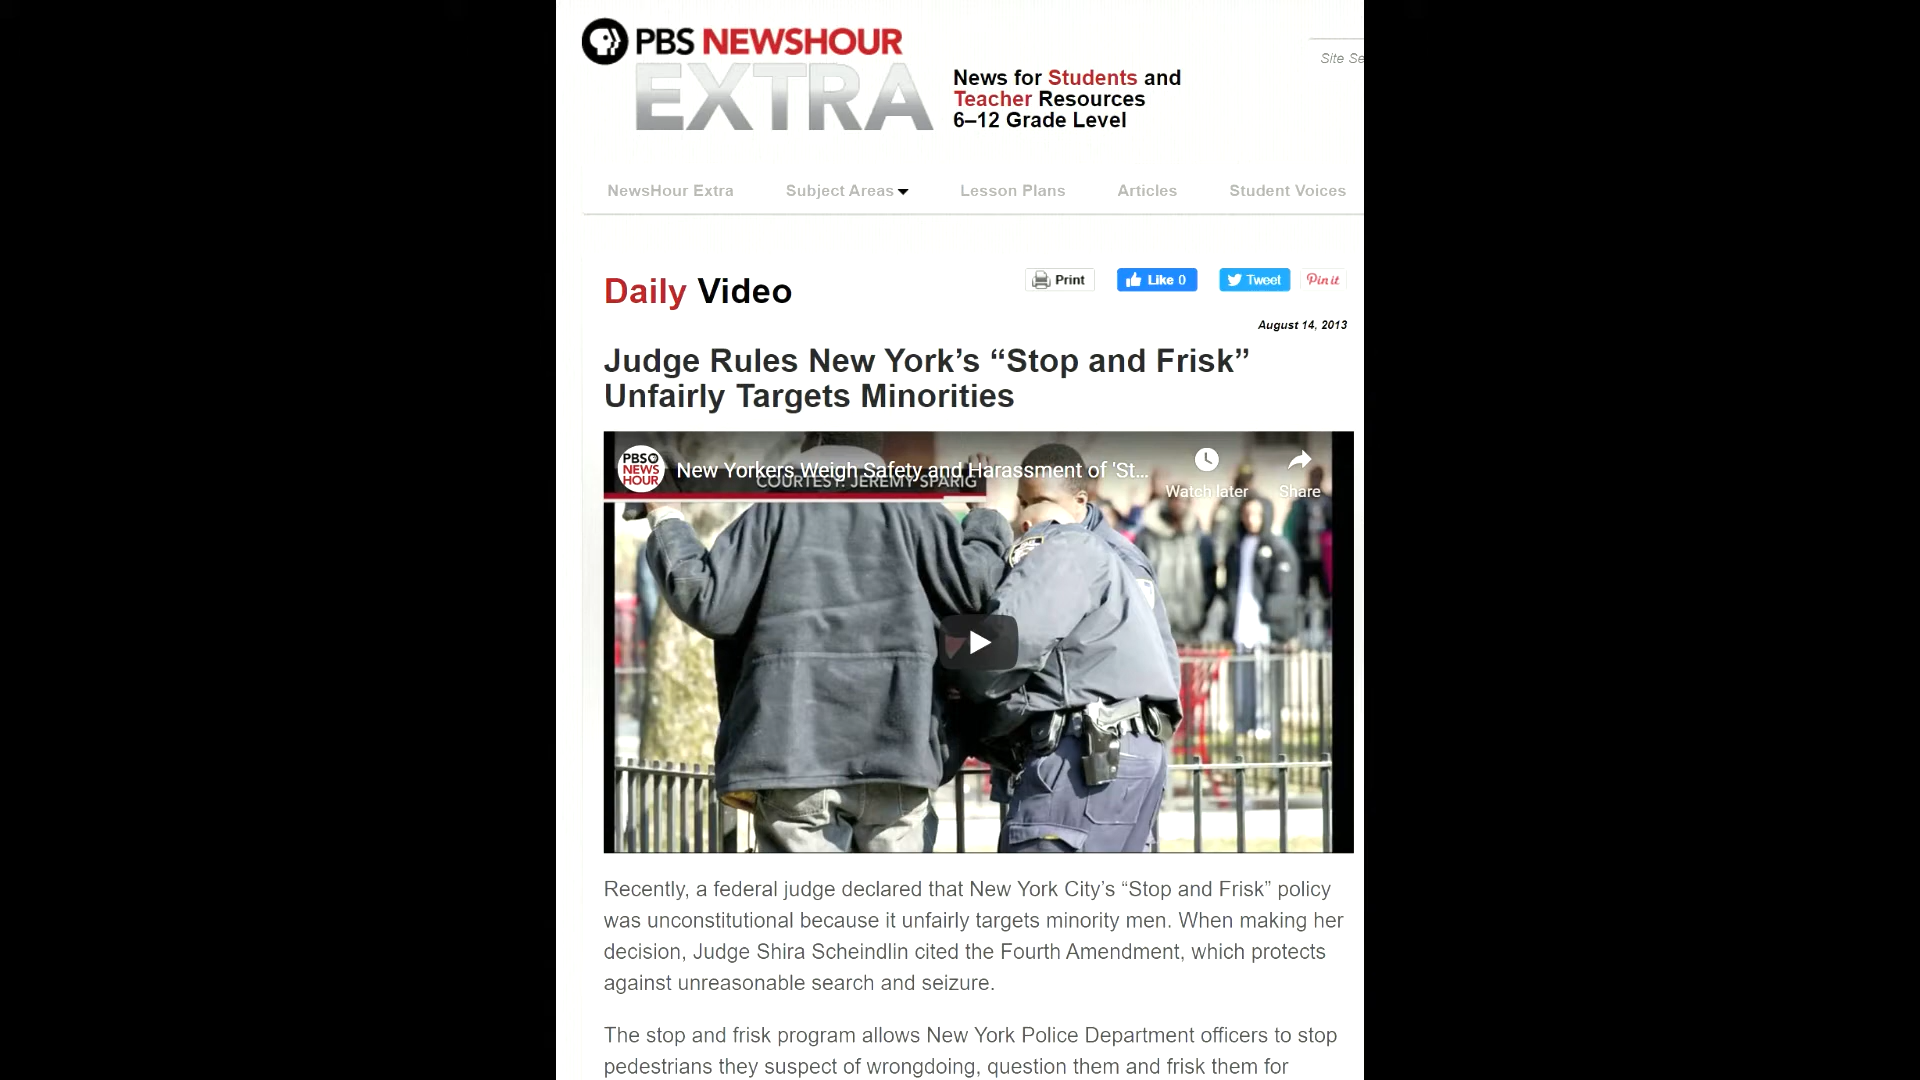 PBS NEWSHOUR
EXTRA
News for Students and
Teacher Resources
6–12 Grade Level
Site Se
NewsHour Extra Subject Areas Lesson Plans Articles Student Voices
Daily Video
Print Like 0 Tweet Pin it
August 14, 2013
Judge Rules New York’s “Stop and Frisk”
Unfairly Targets Minorities
PBS
NEWS
HOUR
New Yorkers Weigh Safety and Harassment of 'St...
COURTESY: JEREMY SPARIG
Watch later Share
Recently, a federal judge declared that New York City’s “Stop and Frisk” policy
was unconstitutional because it unfairly targets minority men. When making her
decision, Judge Shira Scheindlin cited the Fourth Amendment, which protects
against unreasonable search and seizure.
The stop and frisk program allows New York Police Department officers to stop
pedestrians they suspect of wrongdoing, question them and frisk them for